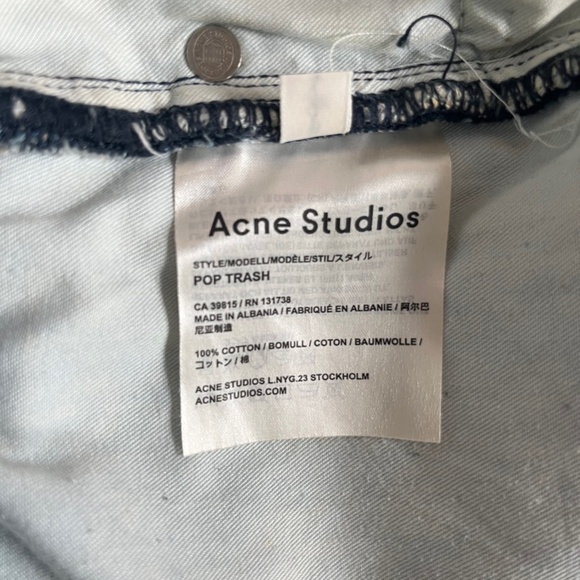 Acne Studios
STYLE/MODELL/MODÈLE/STIL/スタイル
POP TRASH
CA 39815 / RN 131738
MADE IN ALBANIA / FABRIQUÉ EN ALBANIE / 阿尔巴
尼亚制造
100% COTTON / BOMULL / COTON / BAUMWOLLE /
コットン / 棉
ACNE STUDIOS L.NYG.23 STOCKHOLM
ACNESTUDIOS.COM